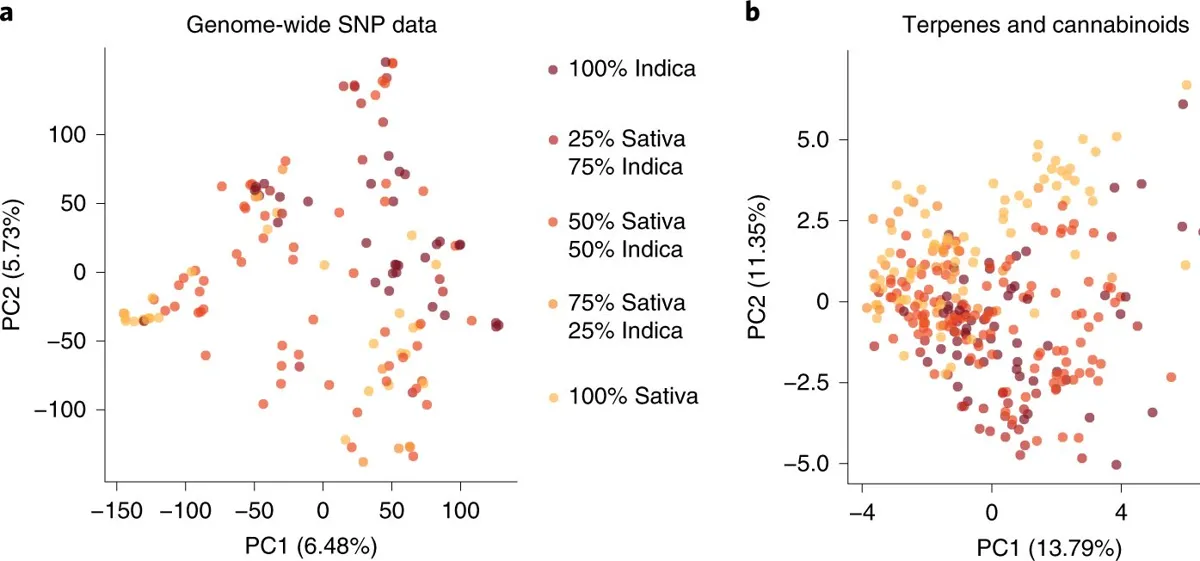 a
Genome-wide SNP data
PC2 (5.73%)
100
50
0
−50
−100
−150 −100 −50 0 50 100
PC1 (6.48%)
100% Indica
25% Sativa
75% Indica
50% Sativa
50% Indica
75% Sativa
25% Indica
100% Sativa
b
Terpenes and cannabinoids
PC2 (11.35%)
5.0
2.5
0
−2.5
−5.0
−4 0 4
PC1 (13.79%)